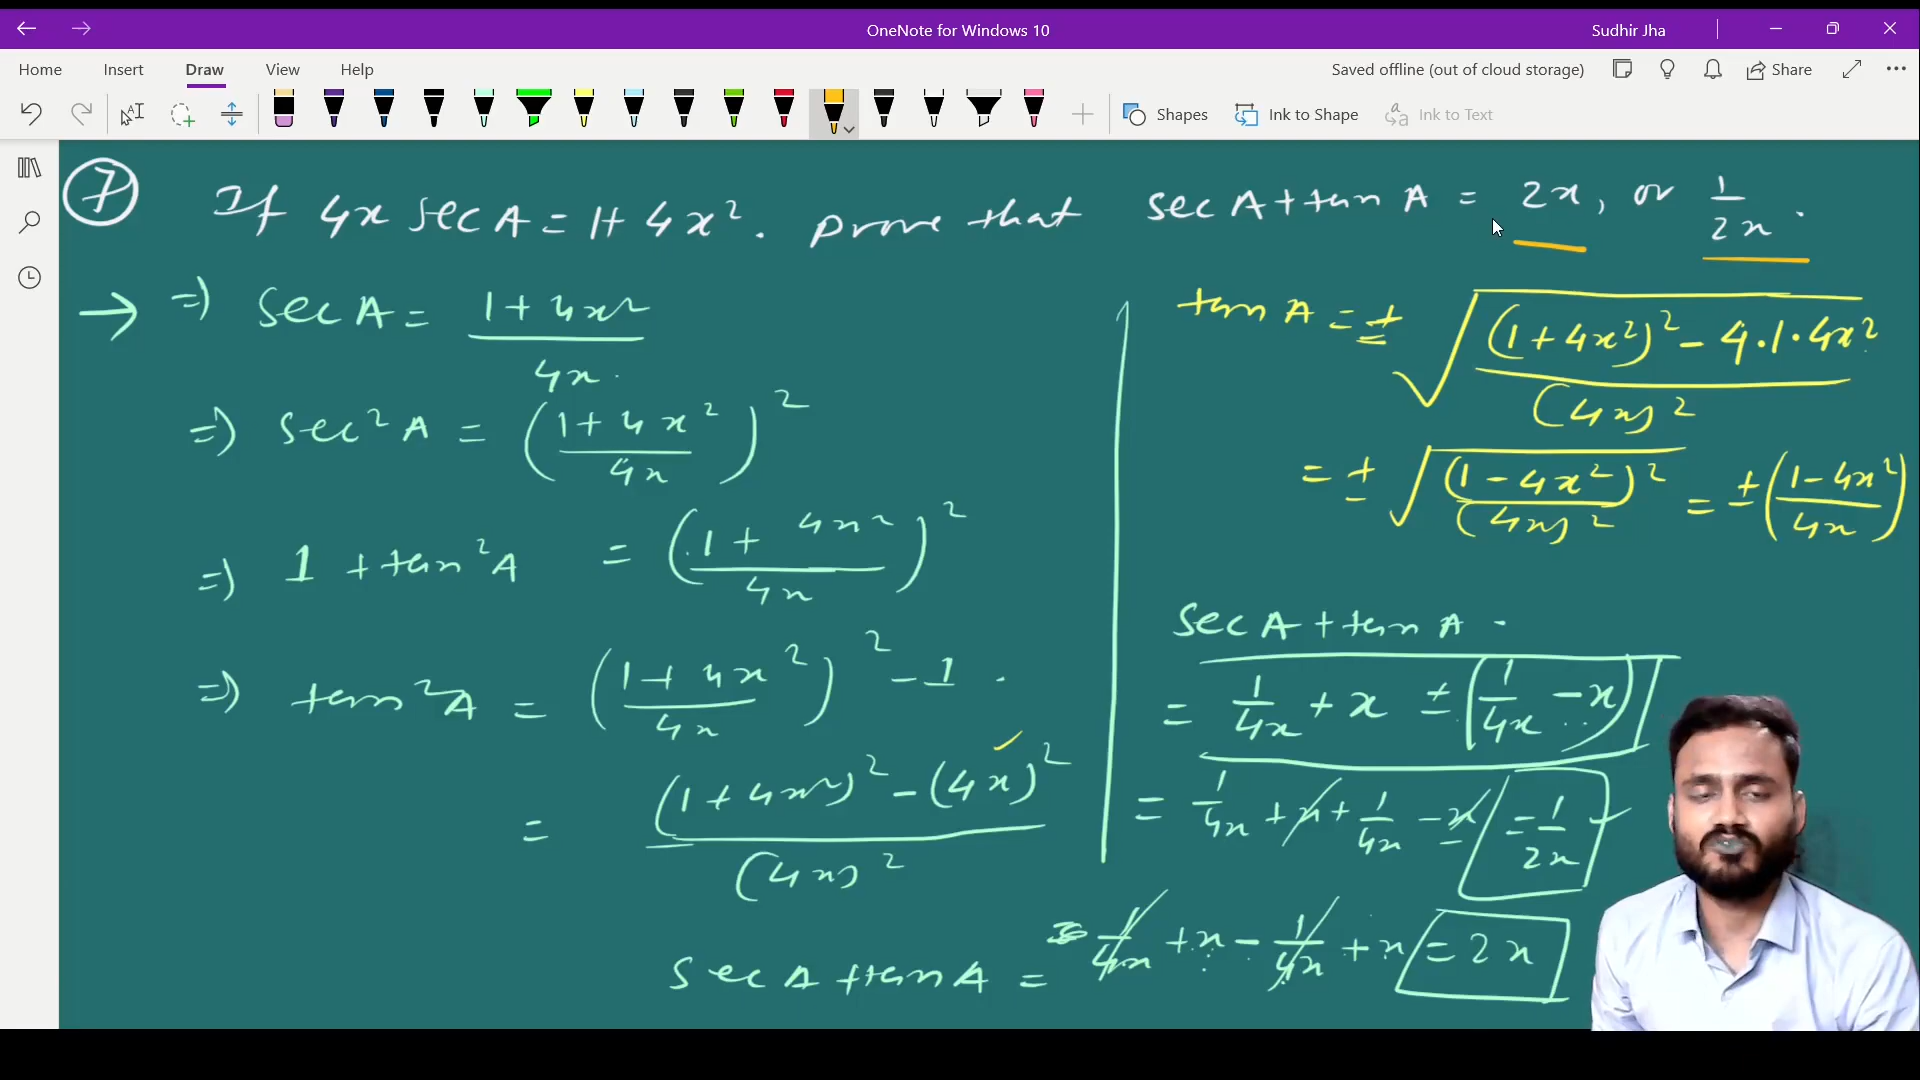 OneNote for Windows 10
Sudhir Jha
Home Insert Draw View Help
Saved offline (out of cloud storage)
Share
Shapes
Ink to Shape
Ink to Text
⑦ If 4x sec A = 1 + 4x². prove that sec A + tan A = 2x, or 1/2x.
→ ⇒ sec A = (1 + 4x²)/4x.
⇒ sec² A = ((1 + 4x²)/4x)²
⇒ 1 + tan² A = ((1 + 4x²)/4x)²
⇒ tan² A = ((1 + 4x²)/4x)² - 1.
= ((1 + 4x²)² - (4x)²)/(4x)²
tan A = ± √(((1 + 4x²)² - 4·1·4x²)/(4x)²)
= ± √((1 - 4x²)²/(4x)²) = ± ((1 - 4x²)/4x)
sec A + tan A -
= 1/4x + x ± (1/4x - x)
= 1/4x + x + 1/4x - x = 1/2x
sec A + tan A = 1/4x + x - 1/4x + x = 2x